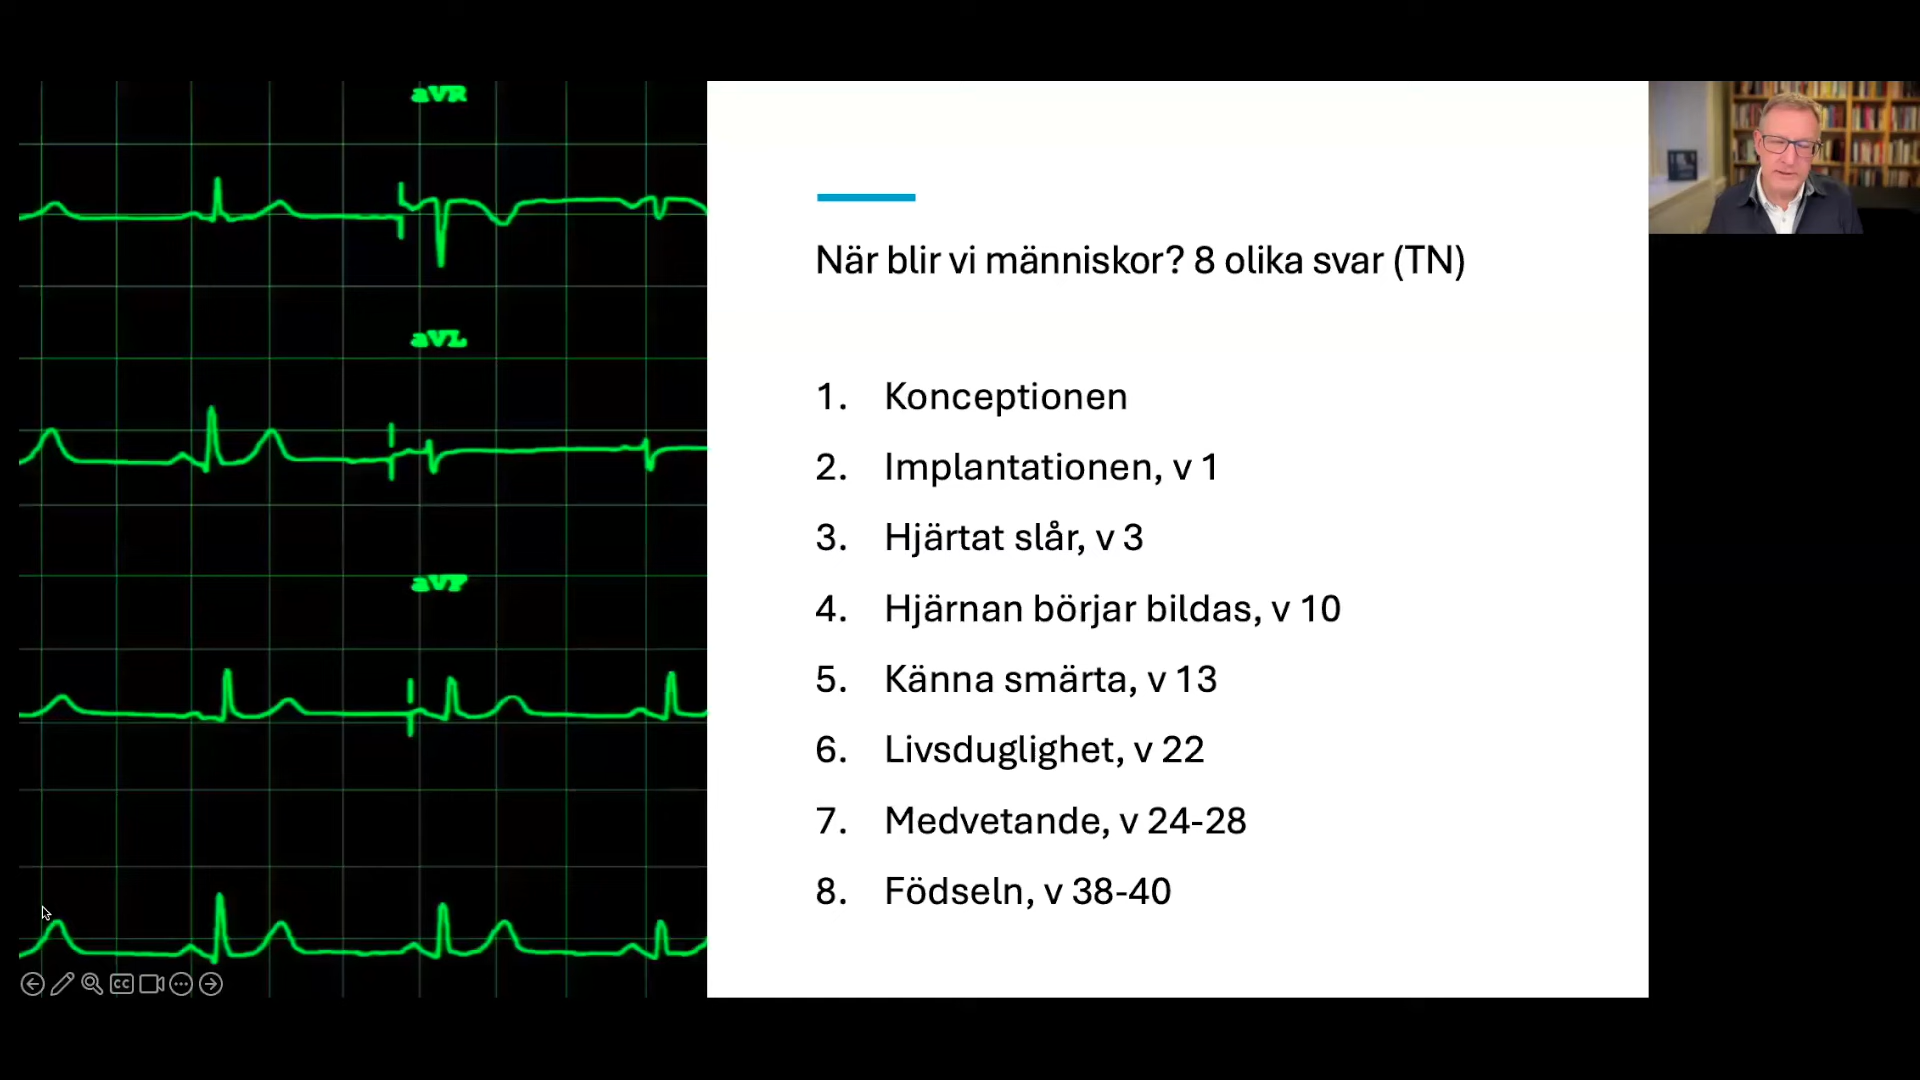 aVR
aVL
aVF
När blir vi människor? 8 olika svar (TN)
1. Konceptionen
2. Implantationen, v 1
3. Hjärtat slår, v 3
4. Hjärnan börjar bildas, v 10
5. Känna smärta, v 13
6. Livsduglighet, v 22
7. Medvetande, v 24-28
8. Födseln, v 38-40
CC